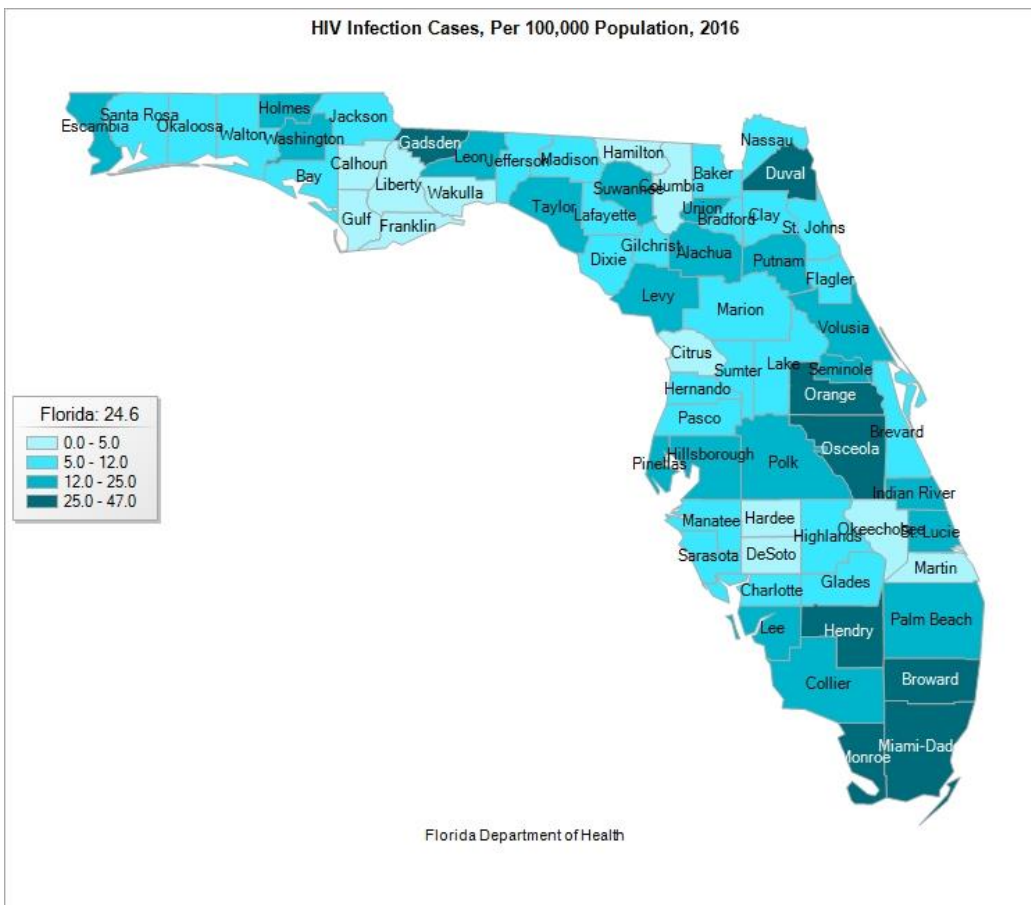 HIV Infection Cases, Per 100,000 Population, 2016
Holmes
Santa Rosa
Jackson
Escambia
Okaloosa
Walton
Washington
Gadsden
Nassau
Leon
Jefferson
Madison
Hamilton
Calhoun
Bay
Liberty
Wakulla
Suwannee
Columbia
Baker
Duval
Taylor
Lafayette
Union
Bradford
Clay
St. Johns
Gulf
Franklin
Gilchrist
Dixie
Alachua
Putnam
Flagler
Levy
Marion
Volusia
Citrus
Sumter
Lake
Seminole
Hernando
Orange
Pasco
Brevard
Osceola
Pinellas
Hillsborough
Polk
Indian River
Manatee
Hardee
Okeechobee
St. Lucie
Highlands
Sarasota
DeSoto
Martin
Charlotte
Glades
Lee
Hendry
Palm Beach
Collier
Broward
Monroe
Miami-Dade
Florida: 24.6
0.0 - 5.0
5.0 - 12.0
12.0 - 25.0
25.0 - 47.0
Florida Department of Health